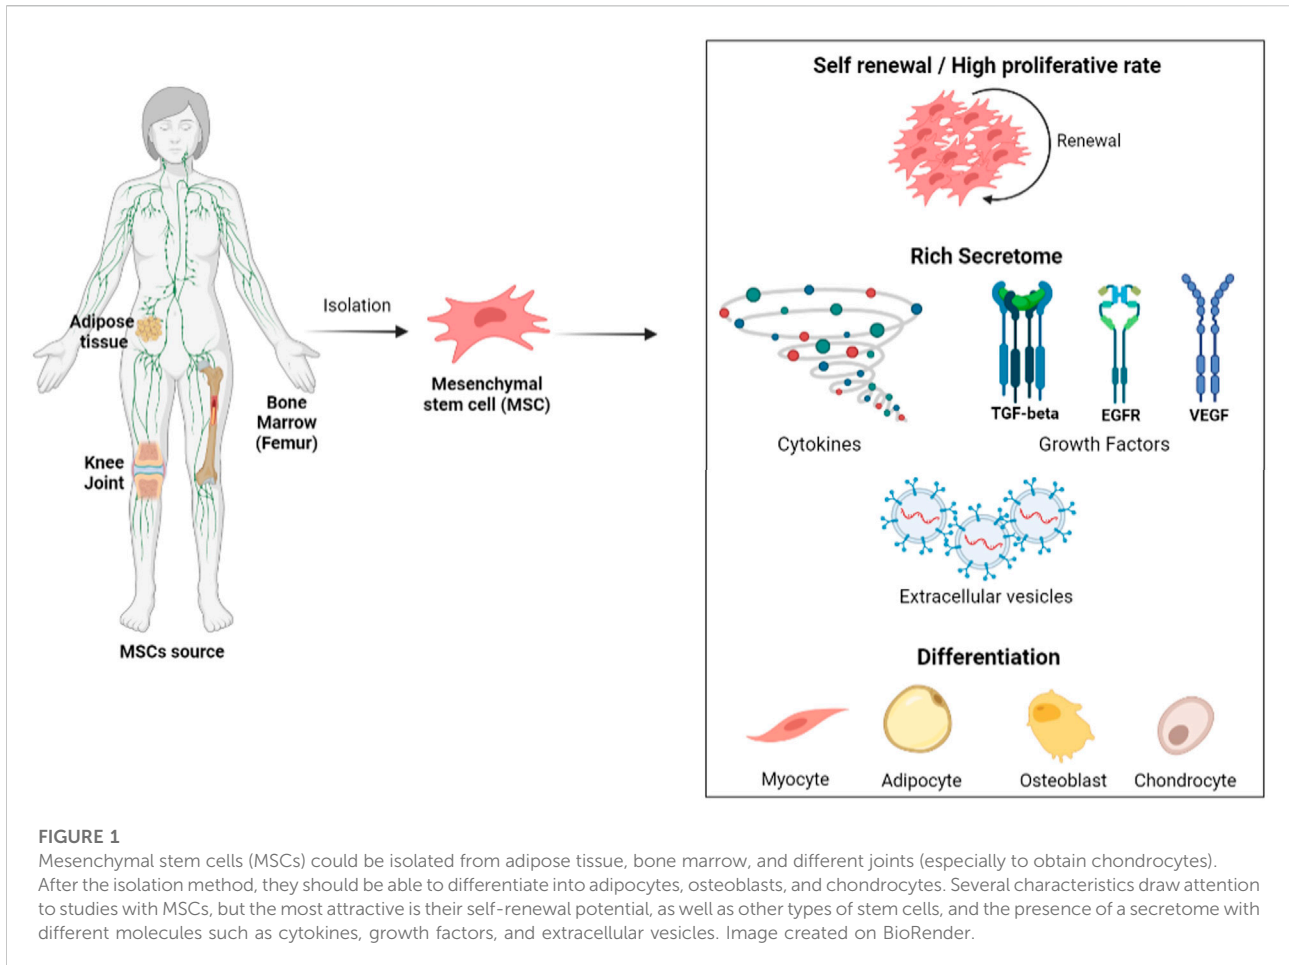 Self renewal / High proliferative rate
Renewal
Rich Secretome
Isolation
Adipose
tissue
Mesenchymal
stem cell (MSC)
Bone
Marrow
(Femur)
Knee
Joint
MSCs source
TGF-beta
EGFR
VEGF
Cytokines
Growth Factors
Extracellular vesicles
Differentiation
Myocyte
Adipocyte
Osteoblast
Chondrocyte
FIGURE 1
Mesenchymal stem cells (MSCs) could be isolated from adipose tissue, bone marrow, and different joints (especially to obtain chondrocytes).
After the isolation method, they should be able to differentiate into adipocytes, osteoblasts, and chondrocytes. Several characteristics draw attention
to studies with MSCs, but the most attractive is their self-renewal potential, as well as other types of stem cells, and the presence of a secretome with
different molecules such as cytokines, growth factors, and extracellular vesicles. Image created on BioRender.